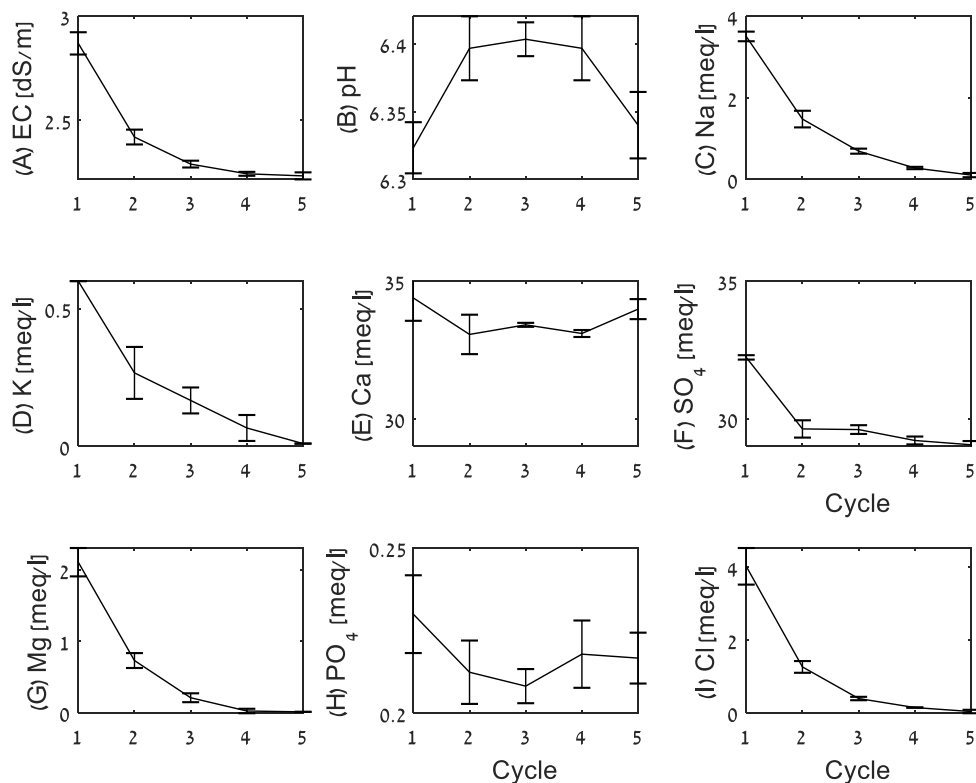 (A) EC [dS/m]
3
2.5
1 2 3 4 5
(B) pH
6.4
6.35
6.3
1 2 3 4 5
(C) Na [meq/l]
4
2
0
1 2 3 4 5
(D) K [meq/l]
0.5
0
1 2 3 4 5
(E) Ca [meq/l]
35
30
1 2 3 4 5
(F) SO4 [meq/l]
35
30
1 2 3 4 5
Cycle
(G) Mg [meq/l]
2
1
0
1 2 3 4 5
(H) PO4 [meq/l]
0.25
0.2
1 2 3 4 5
Cycle
(I) Cl [meq/l]
4
2
0
1 2 3 4 5
Cycle